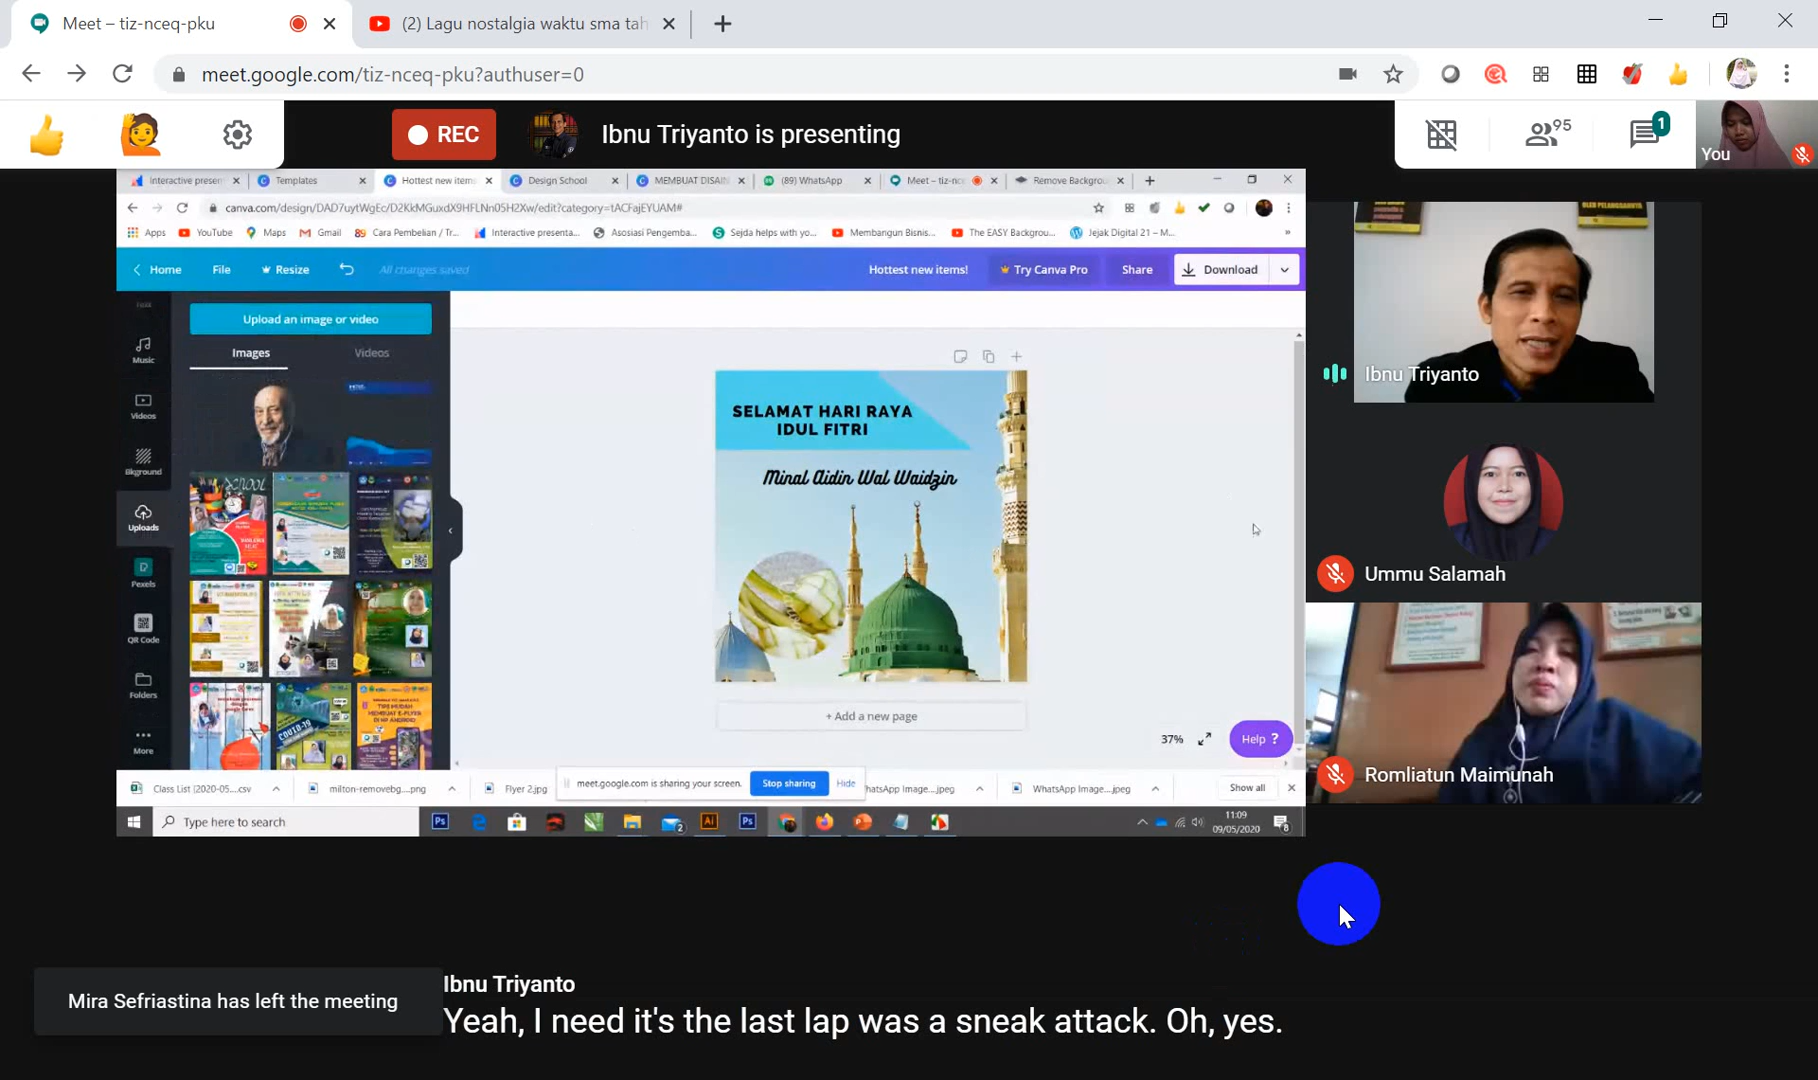 Meet – tiz-nceq-pku
(2) Lagu nostalgia waktu sma tah
meet.google.com/tiz-nceq-pku?authuser=0
REC
Ibnu Triyanto is presenting
95
1
You
Interactive presen
Templates
Hottest new items
Design School
MEMBUAT DISAIN
(89) WhatsApp
Meet – tiz-nc
Remove Backgrou
canva.com/design/DAD7uytWgEc/D2KkMGuxdX9HFLNn05H2Xw/edit?category=tACFajEYUAM#
Apps
YouTube
Maps
Gmail
Cara Pembelian / Tr...
Interactive presenta...
Asosiasi Pengemba...
Sejda helps with yo...
Membangun Bisnis...
The EASY Backgrou...
Jejak Digital 21 – M...
Home
File
Resize
All changes saved
Hottest new items!
Try Canva Pro
Share
Download
Upload an image or video
Images
Videos
Music
Videos
Bkground
Uploads
Pexels
QR Code
Folders
More
SELAMAT HARI RAYA
IDUL FITRI
Minal Aidin Wal Waidzin
+ Add a new page
37%
Help ?
Ibnu Triyanto
Ummu Salamah
Romliatun Maimunah
Class List (2020-05....csv
milton-removebg....png
Flyer 2.jpg
meet.google.com is sharing your screen.
Stop sharing
Hide
hatsApp Image....jpeg
WhatsApp Image....jpeg
Show all
Type here to search
2
11:09
09/05/2020
8
Mira Sefriastina has left the meeting
Ibnu Triyanto
Yeah, I need it's the last lap was a sneak attack. Oh, yes.